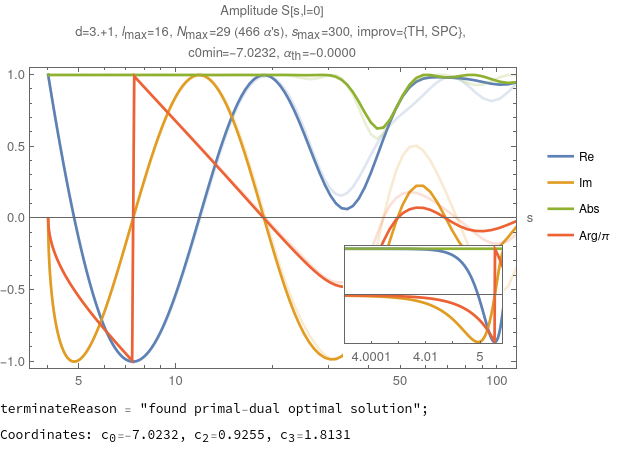 Amplitude S[s,l=0]
d=3.+1, lmax=16, Nmax=29 (466 α's), smax=300, improv={TH, SPC},
c0min=-7.0232, αth=-0.0000
1.0
0.5
0.0
-0.5
-1.0
5
10
50
100
s
Re
Im
Abs
Arg/π
4.0001
4.01
5
terminateReason = "found primal-dual optimal solution";
Coordinates: c0=-7.0232, c2=0.9255, c3=1.8131